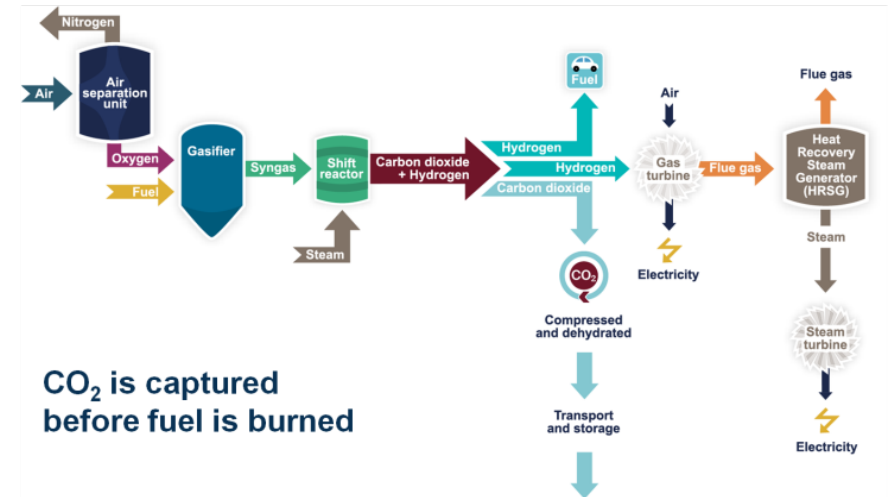 Nitrogen
Air
Air
separation
unit
Oxygen
Fuel
Gasifier
Syngas
Shift
reactor
Steam
Carbon dioxide
+ Hydrogen
Fuel
Hydrogen
Hydrogen
Carbon dioxide
CO₂
Compressed
and dehydrated
Transport
and storage
Air
Gas
turbine
Electricity
Flue gas
Flue gas
Heat
Recovery
Steam
Generator
(HRSG)
Steam
Steam
turbine
Electricity
CO₂ is captured
before fuel is burned